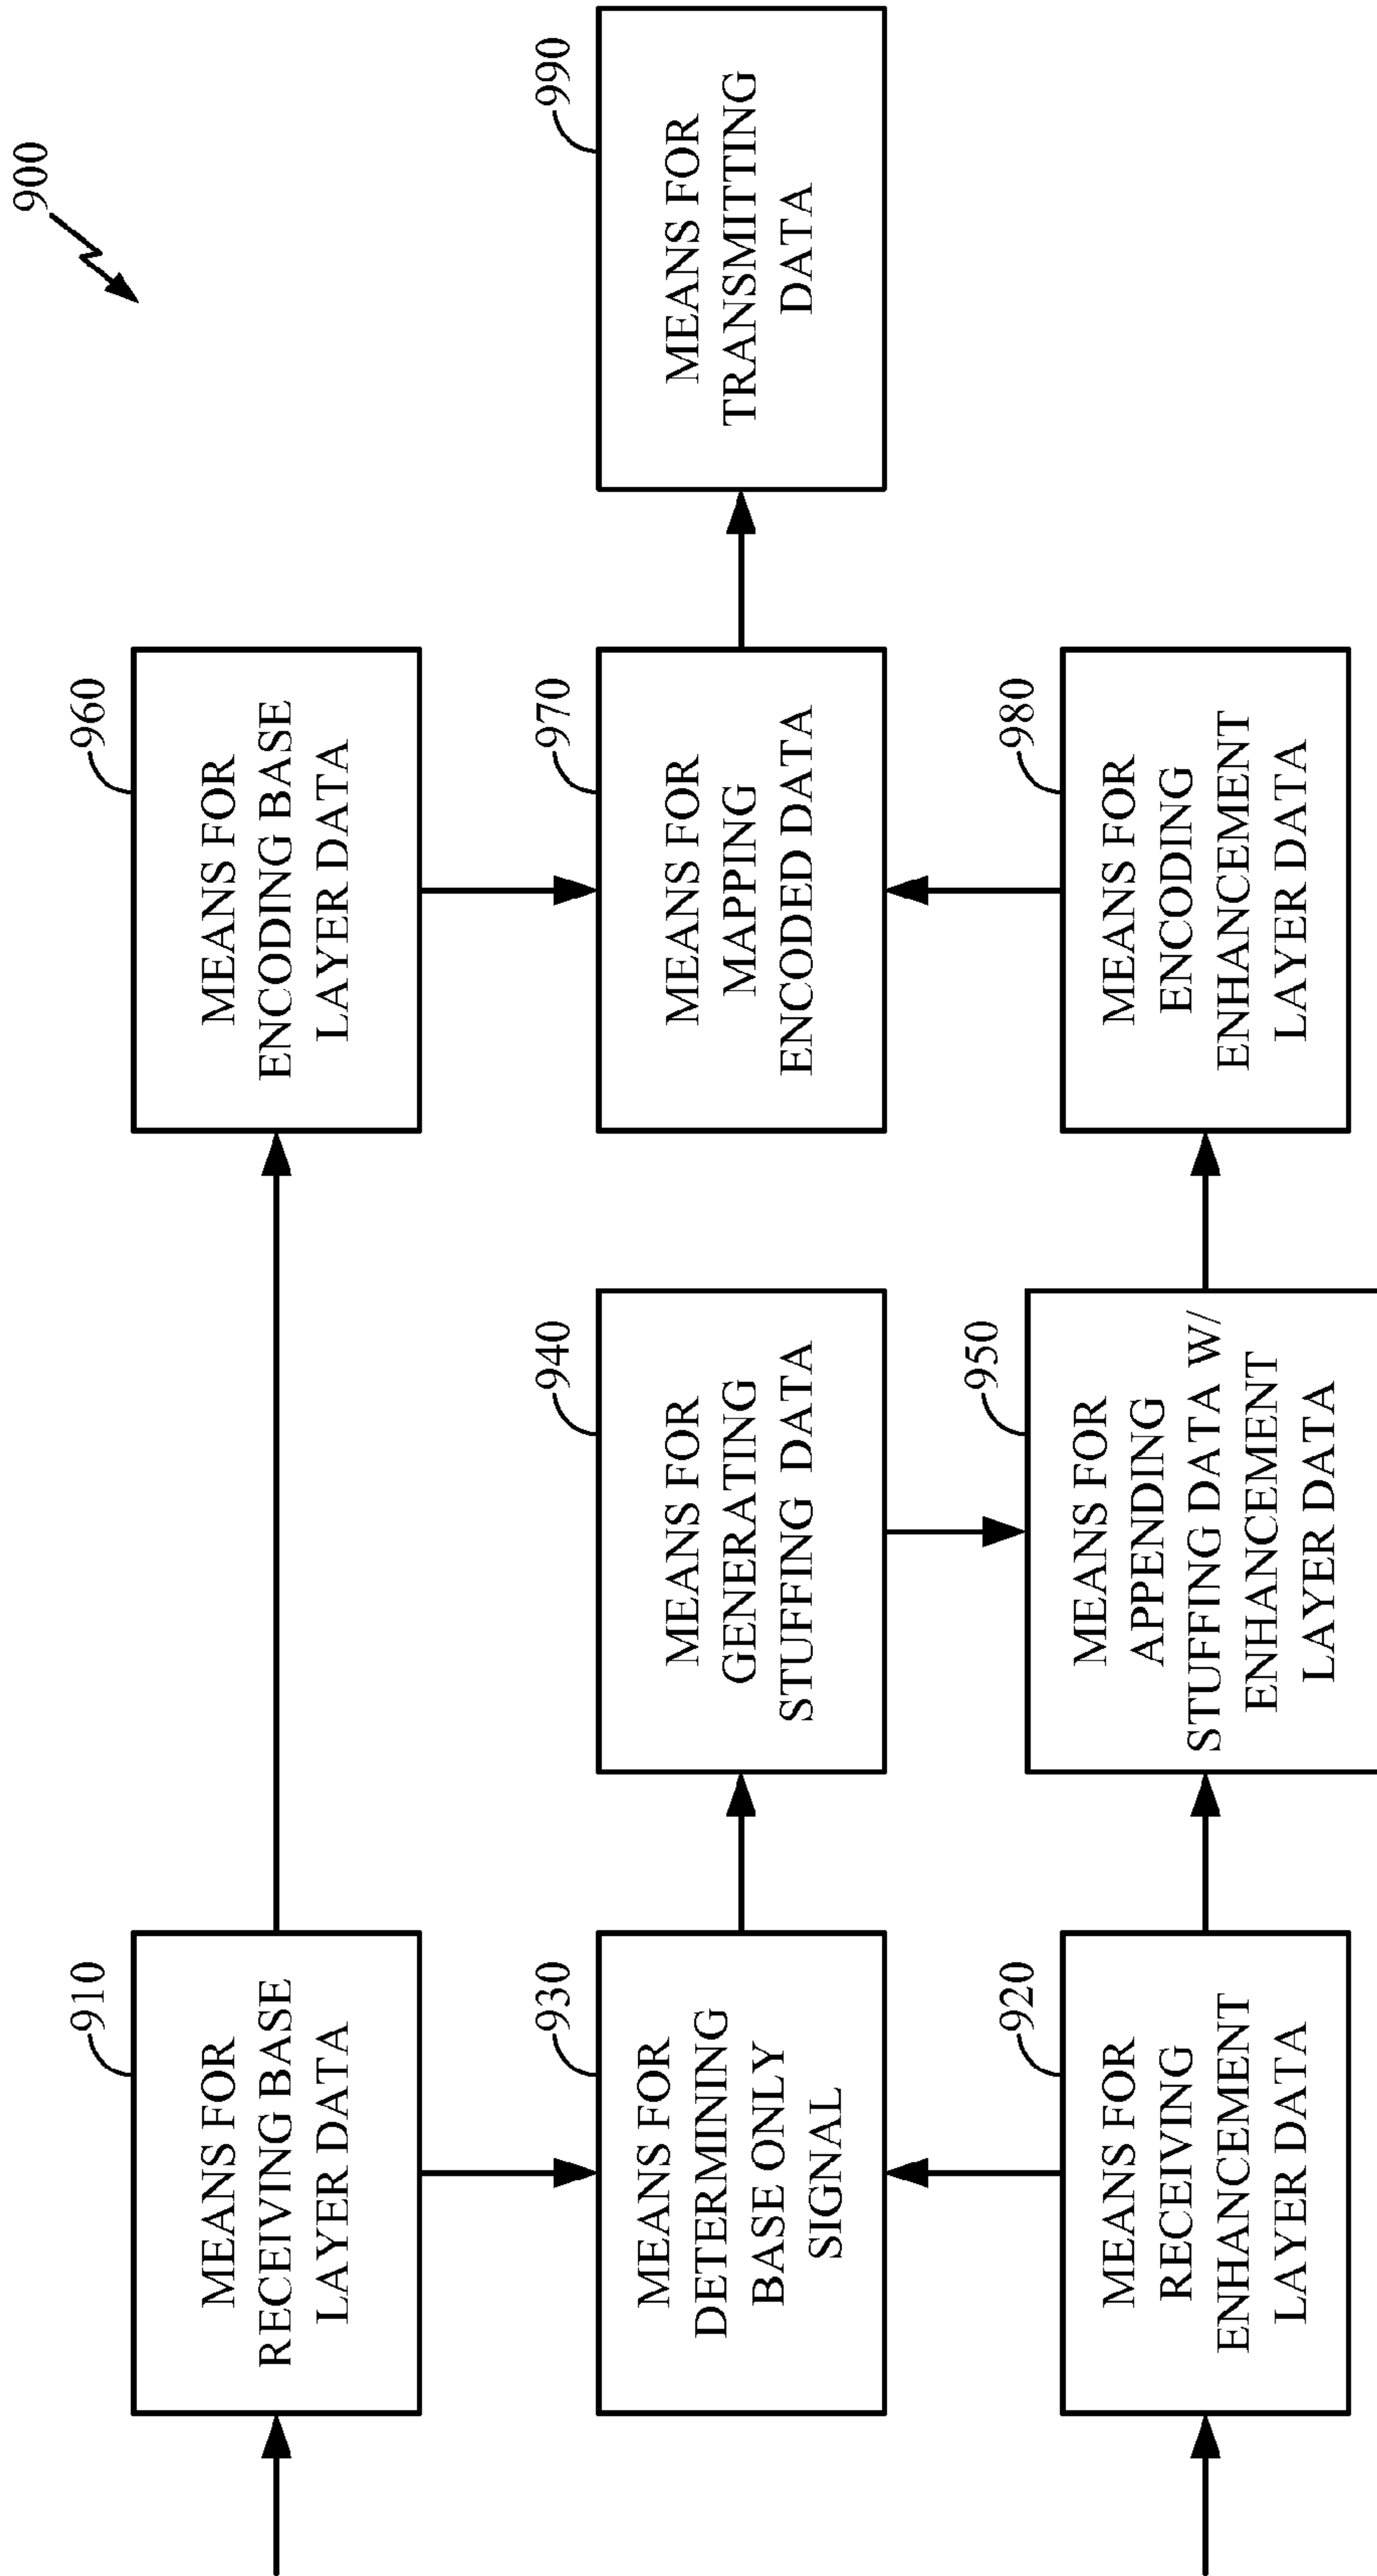 900
910
MEANS FOR
RECEIVING BASE
LAYER DATA
960
MEANS FOR
ENCODING BASE
LAYER DATA
930
MEANS FOR
DETERMINING
BASE ONLY
SIGNAL
940
MEANS FOR
GENERATING
STUFFING DATA
970
MEANS FOR
MAPPING
ENCODED DATA
990
MEANS FOR
TRANSMITTING
DATA
920
MEANS FOR
RECEIVING
ENHANCEMENT
LAYER DATA
950
MEANS FOR
APPENDING
STUFFING DATA W/
ENHANCEMENT
LAYER DATA
980
MEANS FOR
ENCODING
ENHANCEMENT
LAYER DATA